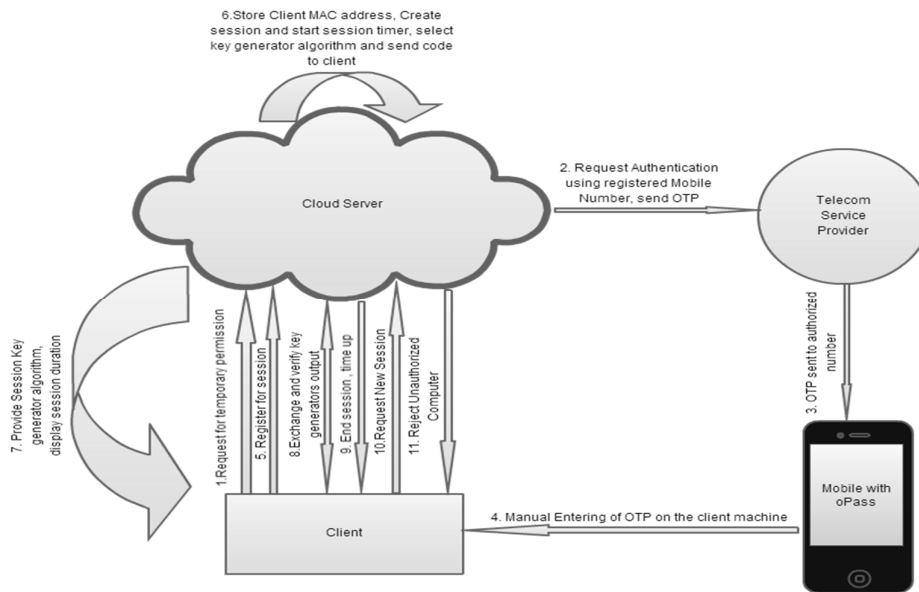 6.Store Client MAC address, Create
session and start session timer, select
key generator algorithm and send code
to client
Cloud Server
2. Request Authentication
using registered Mobile
Number, send OTP
Telecom
Service
Provider
7. Provide Session Key
generator algorithm,
display session duration
1.Request for temporary permission
5. Register for session
8.Exchange and verify key
generators output
9. End session , time up
10.Request New Session
11. Reject Unauthorized
Computer
3. OTP sent to authorized
number
Mobile with
oPass
4. Manual Entering of OTP on the client machine
Client